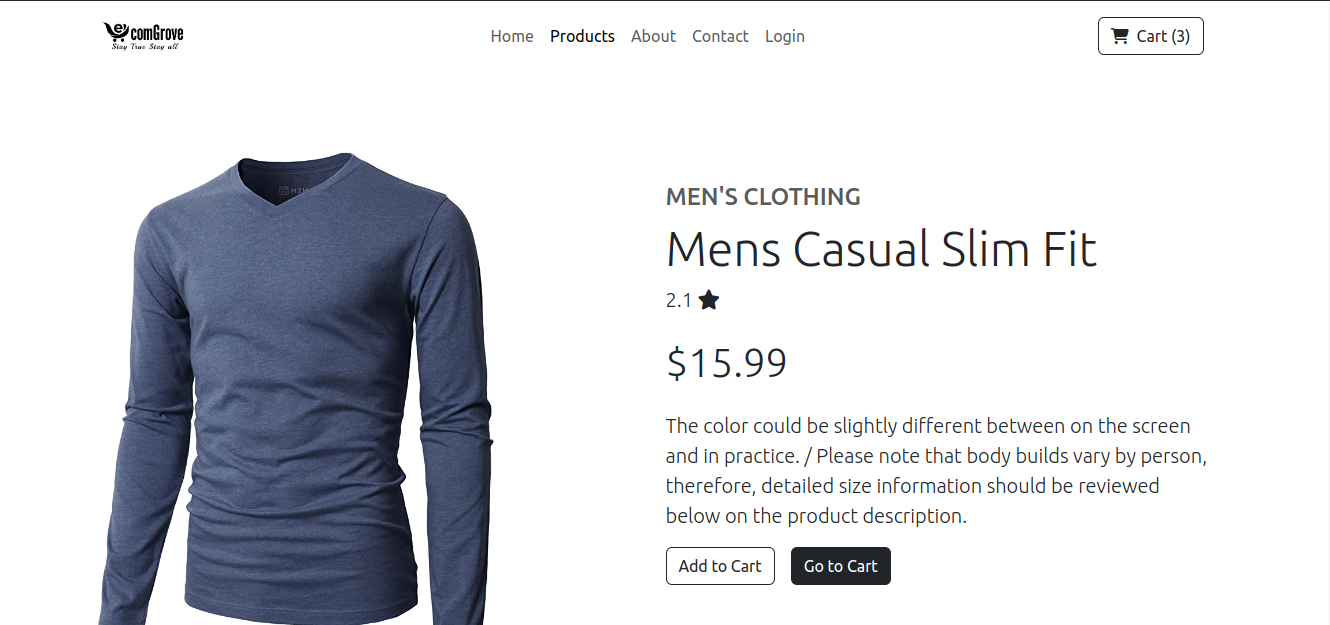 ecomGrove
Stay True Stay all
Home Products About Contact Login
Cart (3)
MEN'S CLOTHING
Mens Casual Slim Fit
2.1
$15.99
The color could be slightly different between on the screen
and in practice. / Please note that body builds vary by person,
therefore, detailed size information should be reviewed
below on the product description.
Add to Cart Go to Cart